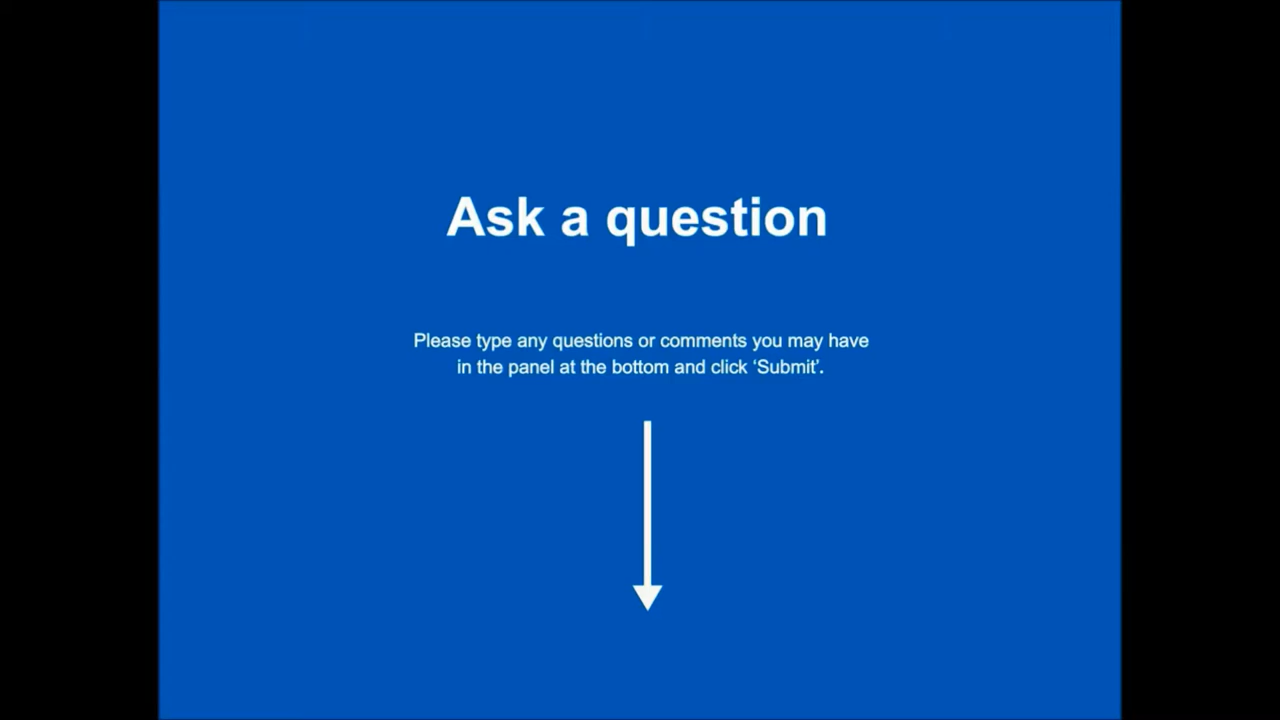 Ask a question
Please type any questions or comments you may have
in the panel at the bottom and click ‘Submit’.